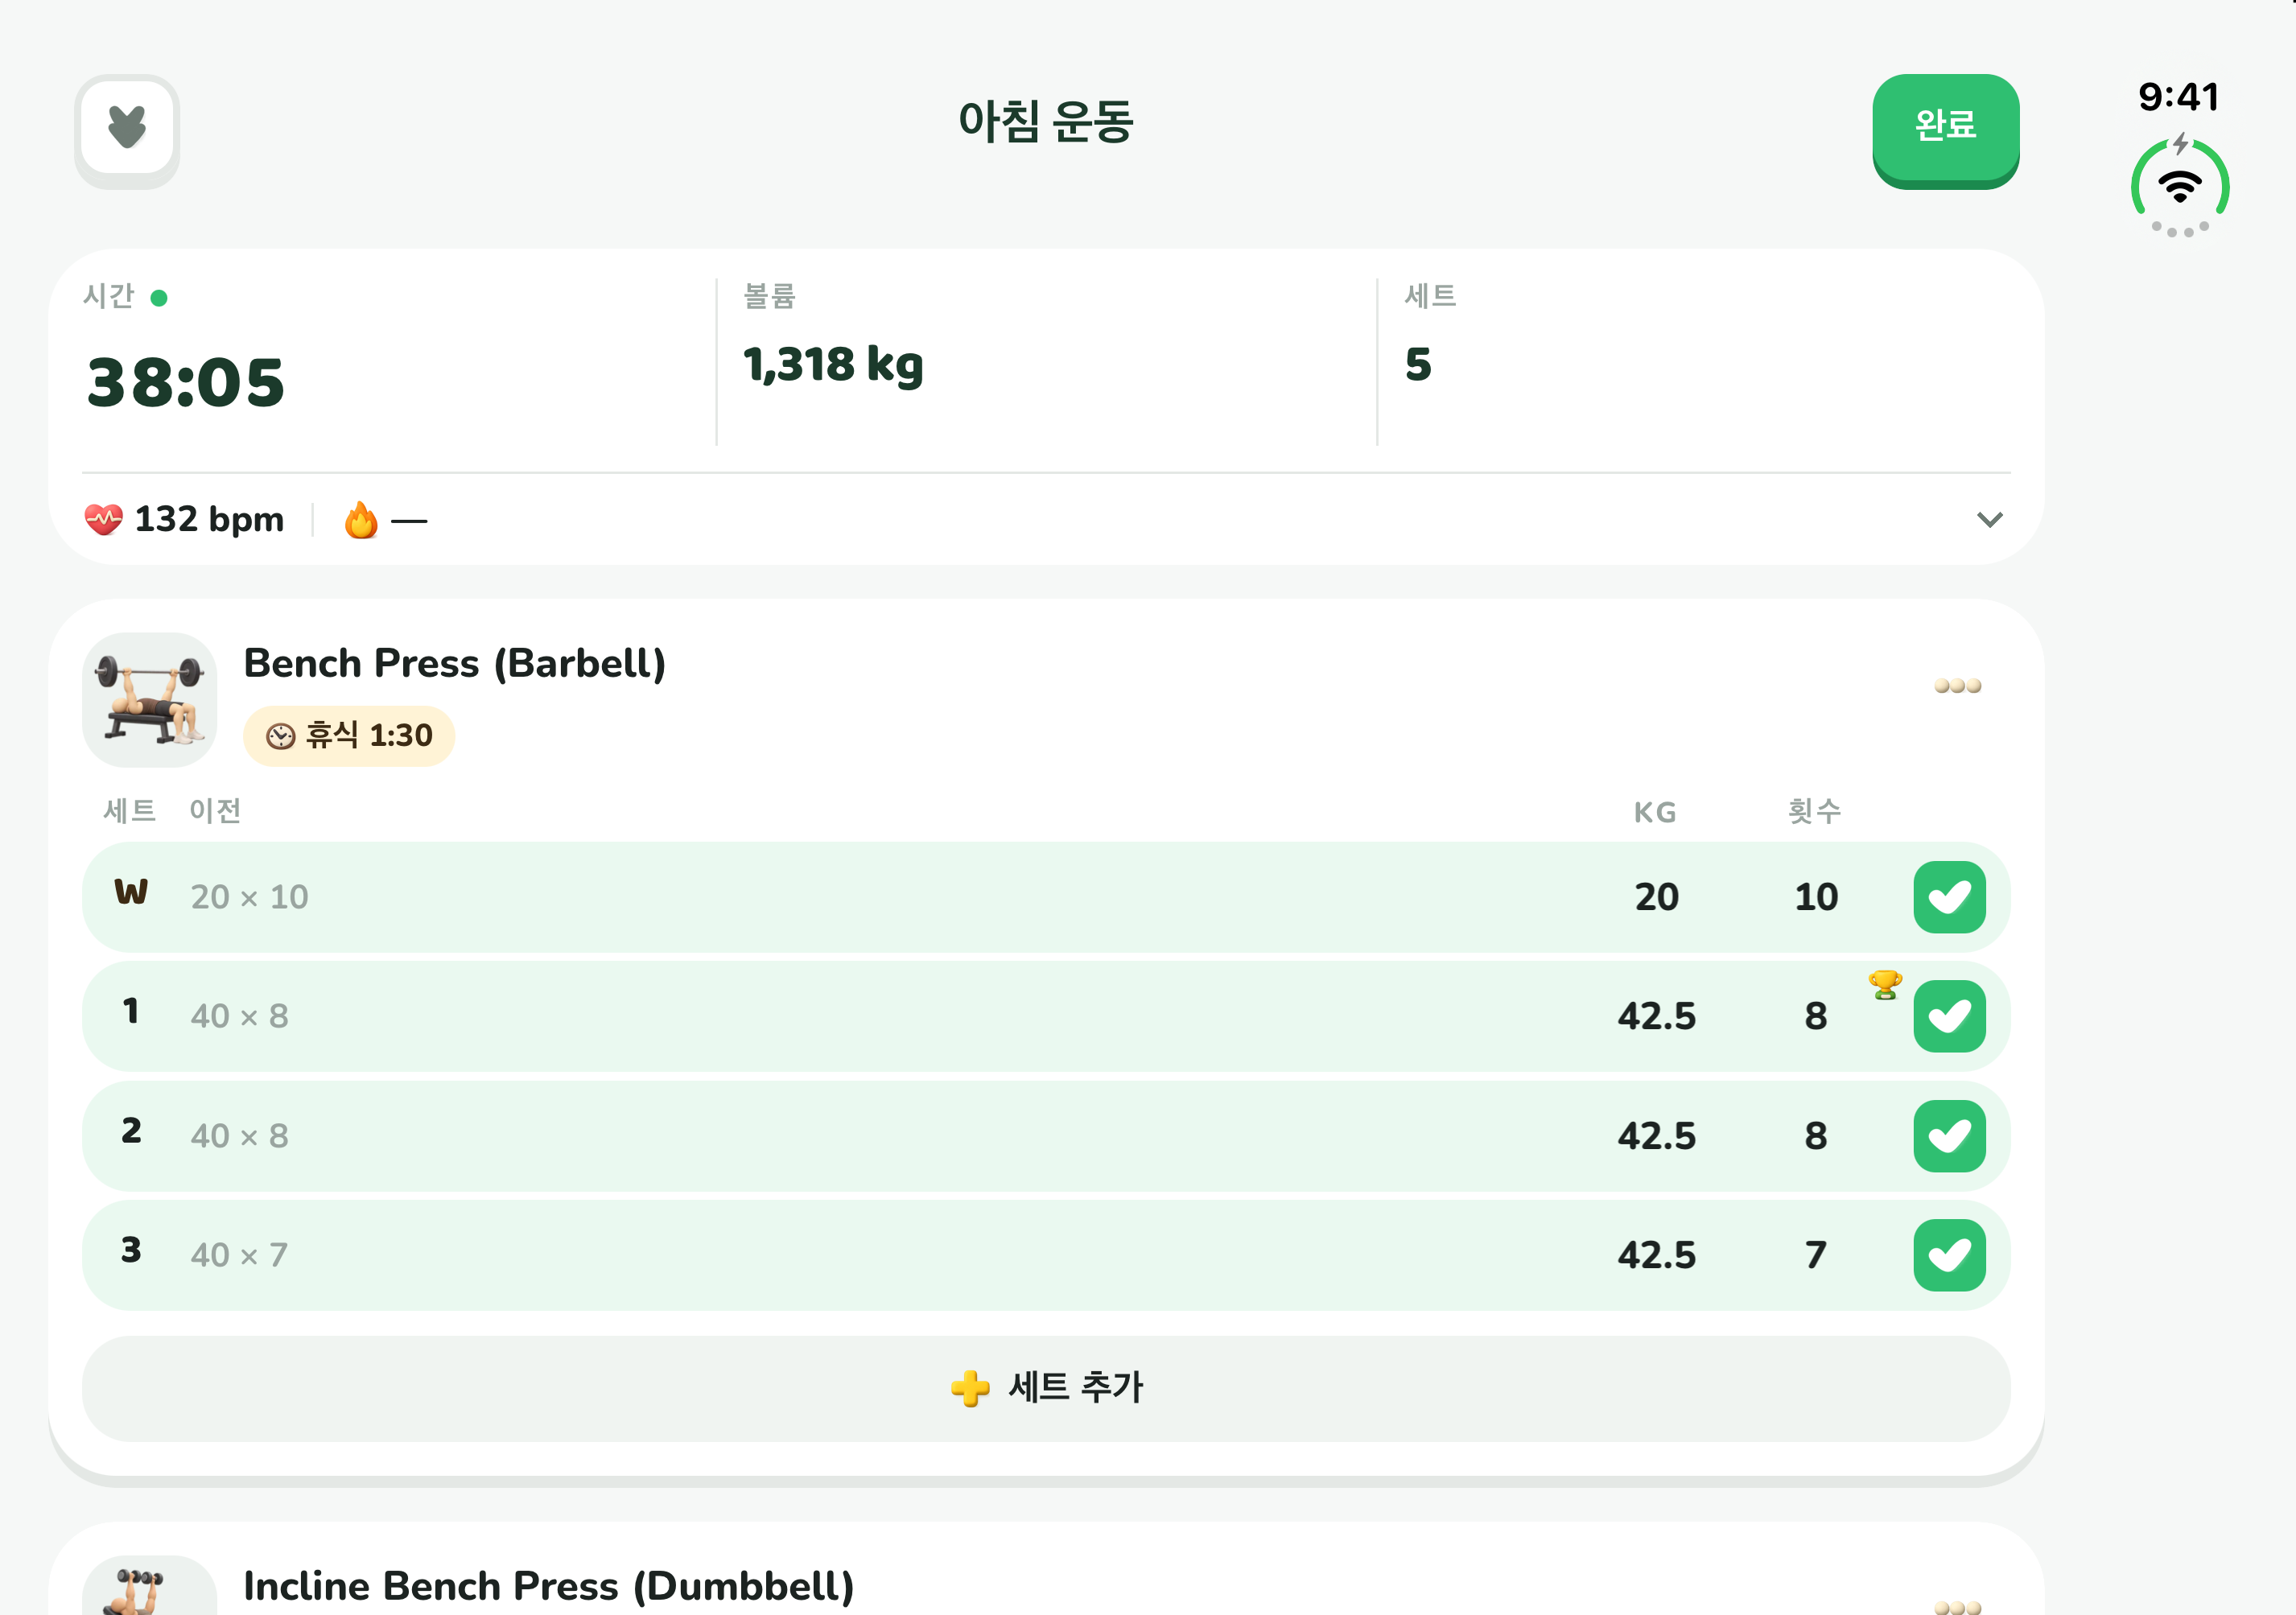 아침 운동
완료
9:41
시간
볼륨
세트
38:05
1,318 kg
5
132 bpm
—
Bench Press (Barbell)
휴식 1:30
세트 이전 KG 횟수
W 20 × 10 20 10
1 40 × 8 42.5 8
2 40 × 8 42.5 8
3 40 × 7 42.5 7
세트 추가
Incline Bench Press (Dumbbell)